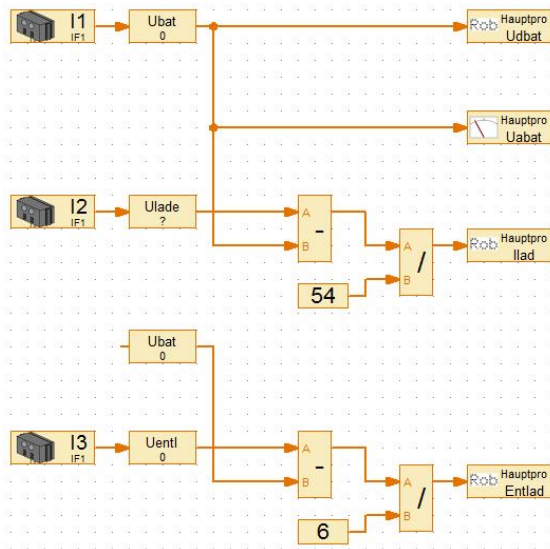 I1
IF1
Ubat
0
Rob Hauptpro
Udbat
Hauptpro
Uabat
I2
IF1
Ulade
?
A
-
B
A
/
B
Rob Hauptpro
Ilad
54
Ubat
0
I3
IF1
Uentl
0
A
-
B
A
/
B
Rob Hauptpro
Entlad
6